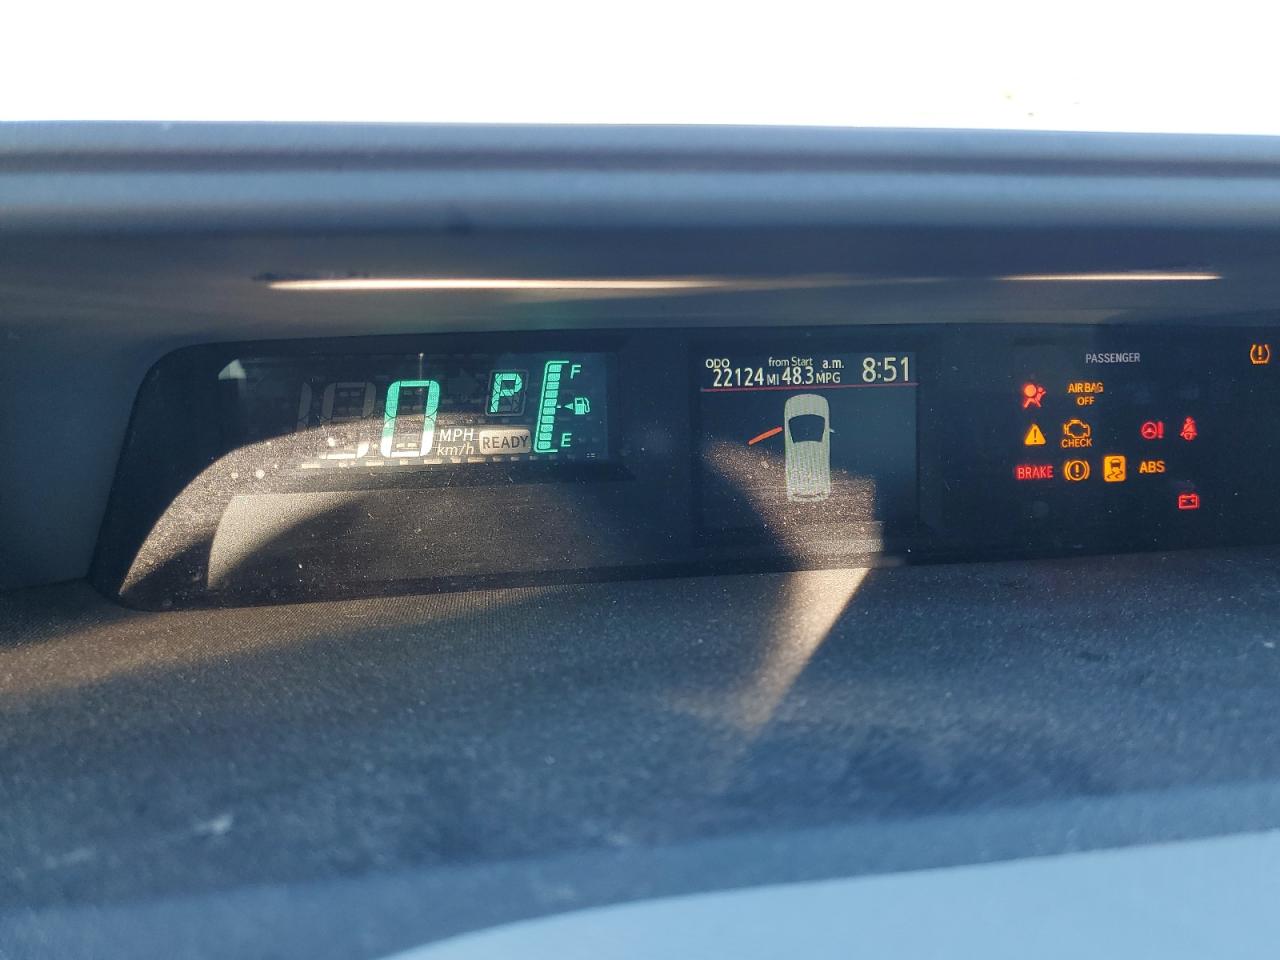 0 P F
MPH
km/h READY E
ODO from Start a.m. 8:51
22124 MI 48.3 MPG
PASSENGER
AIR BAG
OFF
CHECK
BRAKE ABS